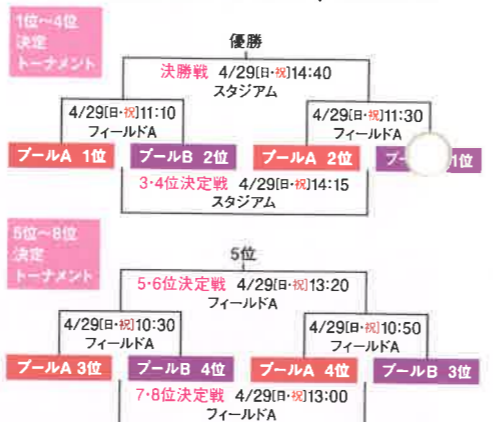 1位～4位
決定
トーナメント
優勝
決勝戦 4/29[日・祝]14:40
スタジアム
4/29[日・祝]11:10
フィールドA
4/29[日・祝]11:30
フィールドA
プールA 1位
プールB 2位
プールA 2位
プー 1位
3・4位決定戦 4/29[日・祝]14:15
スタジアム
5位～8位
決定
トーナメント
5位
5・6位決定戦 4/29[日・祝]13:20
フィールドA
4/29[日・祝]10:30
フィールドA
4/29[日・祝]10:50
フィールドA
プールA 3位
プールB 4位
プールA 4位
プールB 3位
7・8位決定戦 4/29[日・祝]13:00
フィールドA